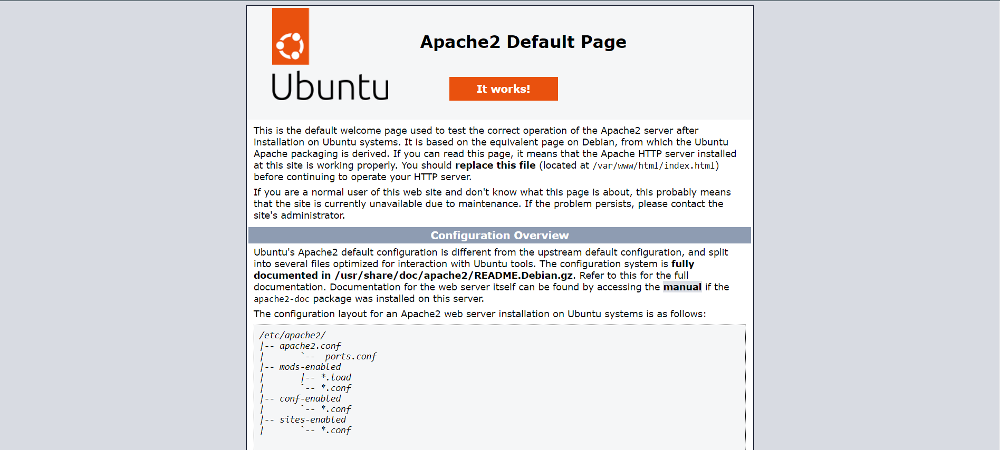 Apache2 Default Page
Ubuntu
It works!
This is the default welcome page used to test the correct operation of the Apache2 server after
installation on Ubuntu systems. It is based on the equivalent page on Debian, from which the Ubuntu
Apache packaging is derived. If you can read this page, it means that the Apache HTTP server installed
at this site is working properly. You should replace this file (located at /var/www/html/index.html)
before continuing to operate your HTTP server.
If you are a normal user of this web site and don't know what this page is about, this probably means
that the site is currently unavailable due to maintenance. If the problem persists, please contact the
site's administrator.
Configuration Overview
Ubuntu's Apache2 default configuration is different from the upstream default configuration, and split
into several files optimized for interaction with Ubuntu tools. The configuration system is fully
documented in /usr/share/doc/apache2/README.Debian.gz. Refer to this for the full
documentation. Documentation for the web server itself can be found by accessing the manual if the
apache2-doc package was installed on this server.
The configuration layout for an Apache2 web server installation on Ubuntu systems is as follows:
/etc/apache2/
|-- apache2.conf
|       `--  ports.conf
|-- mods-enabled
|       |-- *.load
|       `-- *.conf
|-- conf-enabled
|       `-- *.conf
|-- sites-enabled
|       `-- *.conf